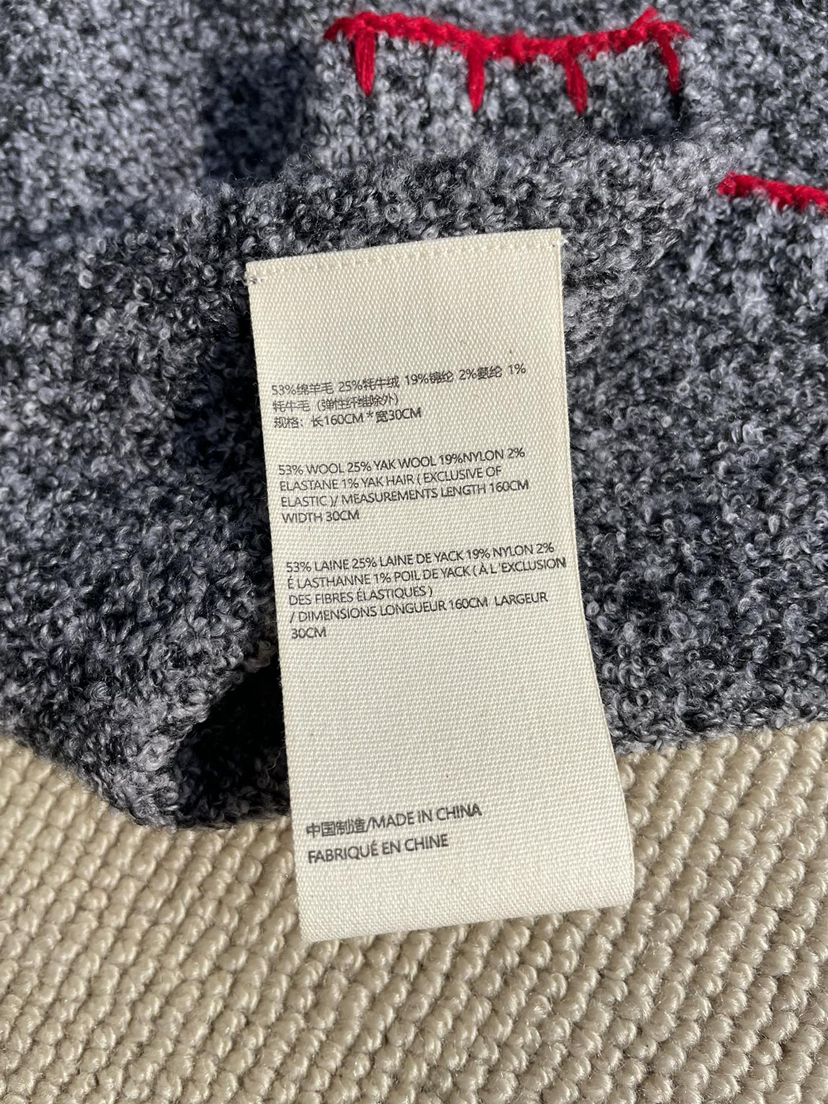 53%绵羊毛 25%牦牛绒 19%锦纶 2%氨纶 1%
牦牛毛 (弹性纤维除外)
规格：长160CM*宽30CM
53% WOOL 25% YAK WOOL 19%NYLON 2%
ELASTANE 1% YAK HAIR ( EXCLUSIVE OF
ELASTIC )/ MEASUREMENTS LENGTH 160CM
WIDTH 30CM
53% LAINE 25% LAINE DE YACK 19% NYLON 2%
É LASTHANNE 1% POIL DE YACK ( À L'EXCLUSION
DES FIBRES ÉLASTIQUES )
/ DIMENSIONS LONGUEUR 160CM LARGEUR
30CM
中国制造/MADE IN CHINA
FABRIQUÉ EN CHINE